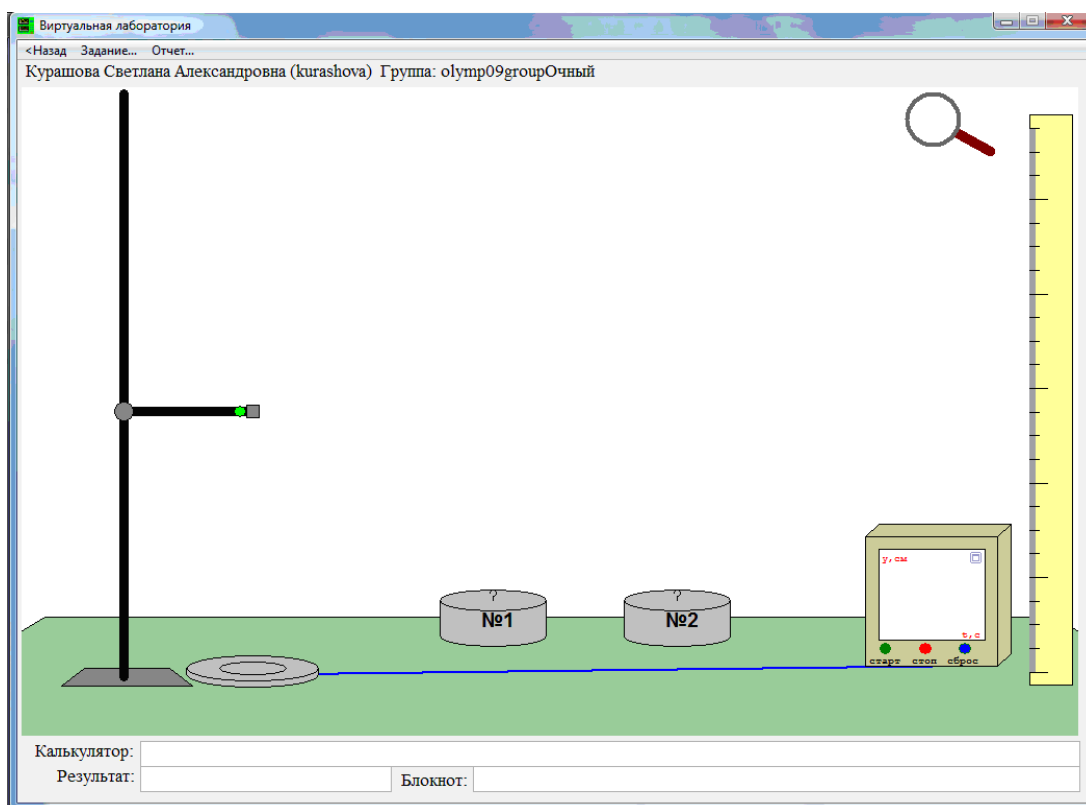 Виртуальная лаборатория
<Назад Задание... Отчет...
Курашова Светлана Александровна (kurashova) Группа: olymp09groupОчный
? ?
№1 №2
y,см
t,c
старт стоп сброс
Калькулятор:
Результат: Блокнот: